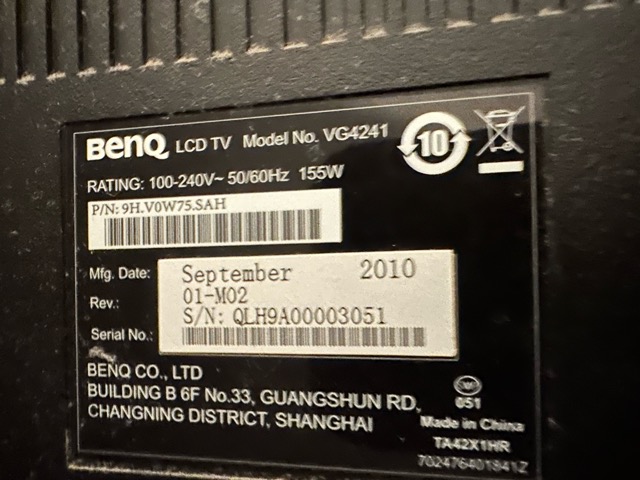 BenQ LCD TV Model No. VG4241
10
RATING: 100-240V~ 50/60Hz 155W
P/N: 9H.V0W75.SAH
Mfg. Date: September 2010
Rev.: 01-M02
Serial No.: S/N: QLH9A00003051
BENQ CO., LTD
BUILDING B 6F No.33, GUANGSHUN RD,
CHANGNING DISTRICT, SHANGHAI
051
Made in China
TA42X1HR
702476401841Z